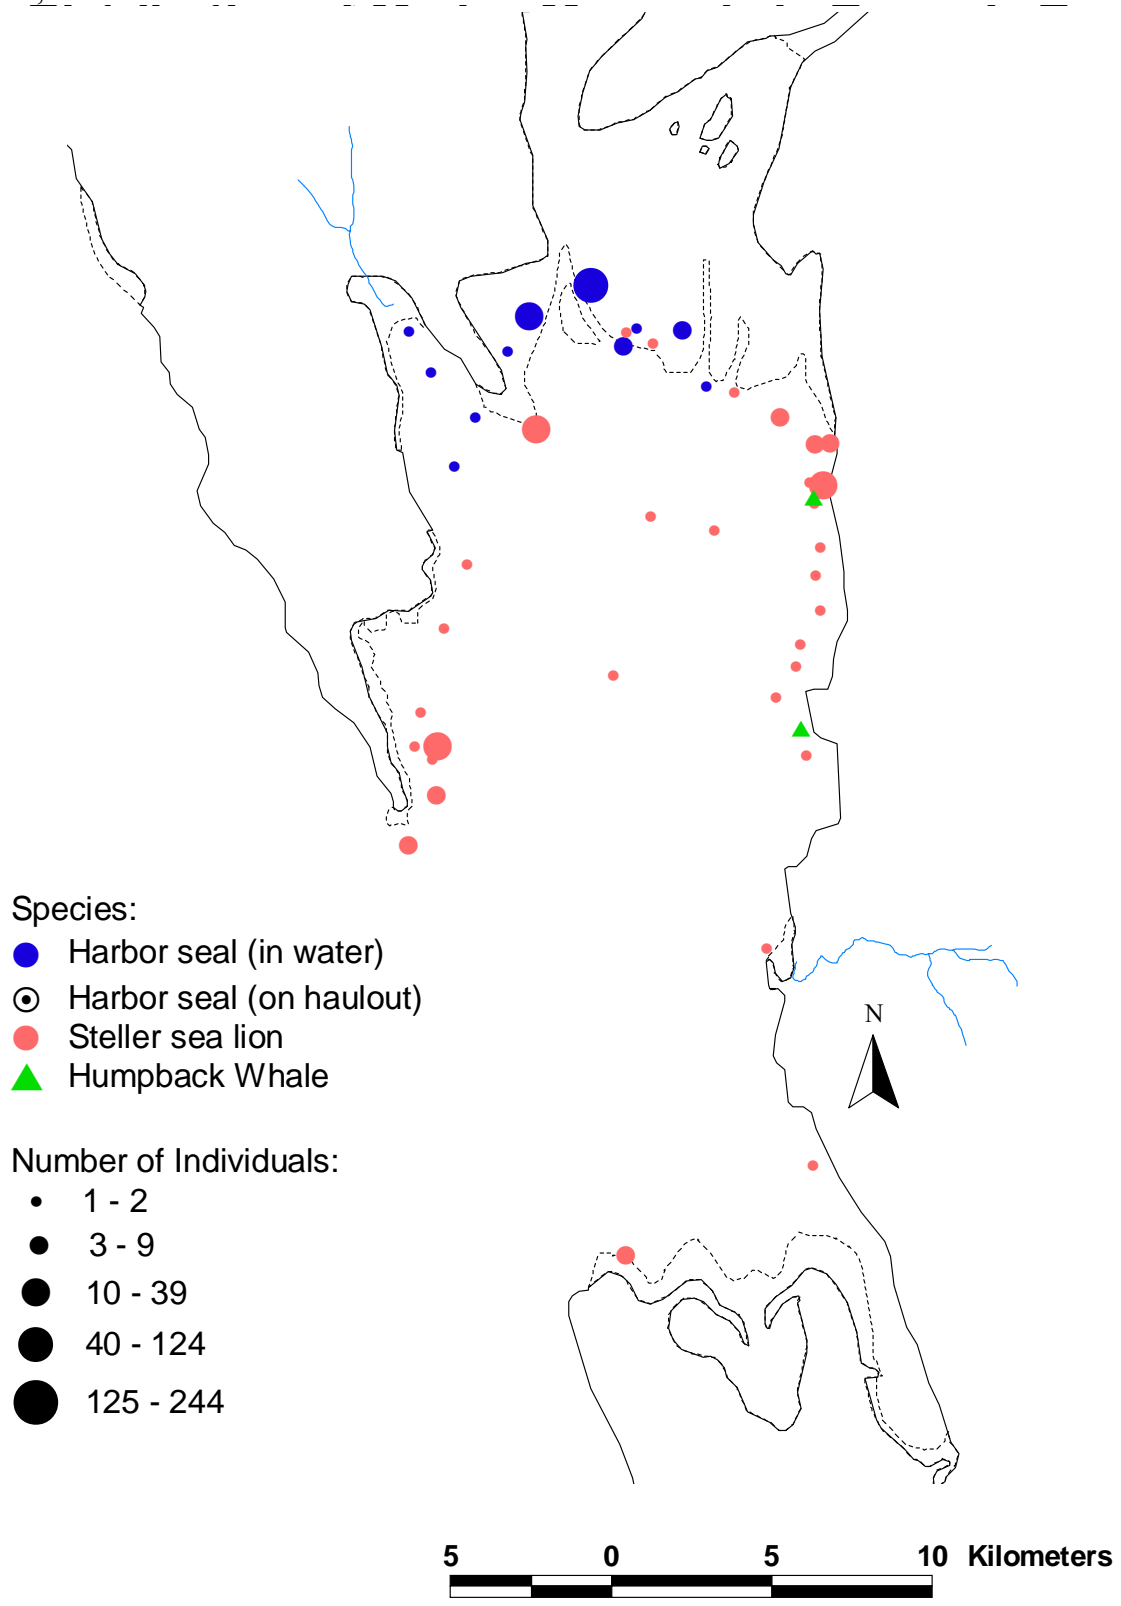 Species:
Harbor seal (in water)
Harbor seal (on haulout)
Steller sea lion
Humpback Whale
N
Number of Individuals:
1 - 2
3 - 9
10 - 39
40 - 124
125 - 244
5 0 5 10 Kilometers